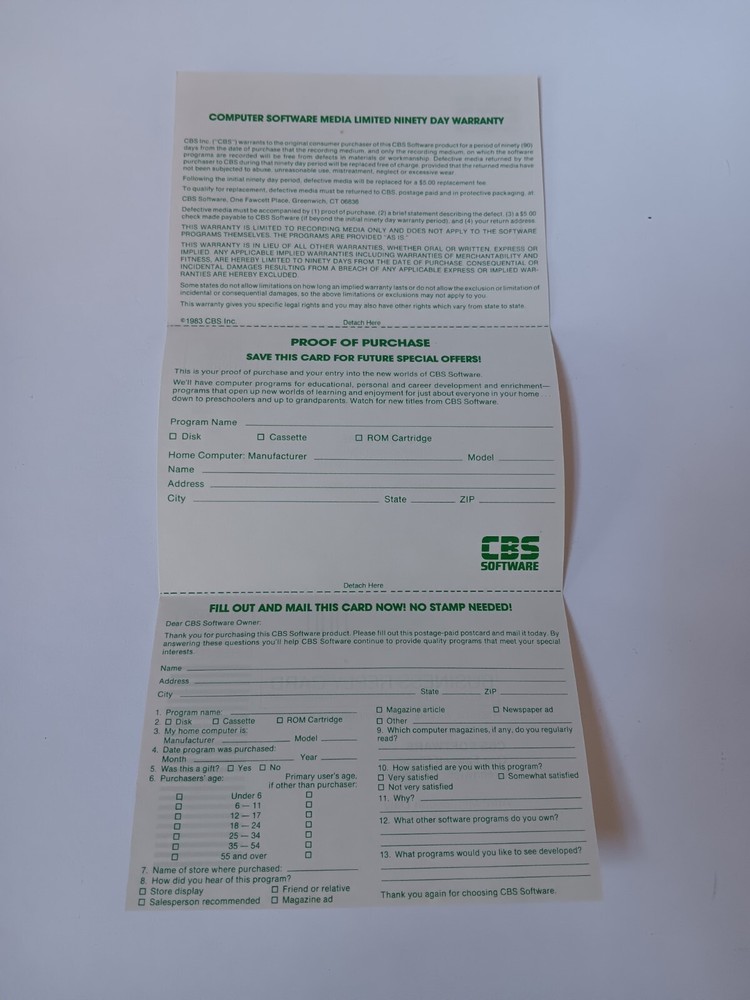 COMPUTER SOFTWARE MEDIA LIMITED NINETY DAY WARRANTY
CBS Inc. ("CBS") warrants to the original consumer purchaser of this CBS Software product for a period of ninety (90)
days from the date of purchase that the recording medium, and only the recording medium, on which the software
programs are recorded will be free from defects in materials or workmanship. Defective media returned by the
purchaser to CBS during that ninety day period will be replaced free of charge, provided that the returned media have
not been subjected to abuse, unreasonable use, mistreatment, neglect or excessive wear.
Following the initial ninety day period, defective media will be replaced for a $5.00 replacement fee.
To qualify for replacement, defective media must be returned to CBS, postage paid and in protective packaging, at
CBS Software, One Fawcett Place, Greenwich, CT 06836
Defective media must be accompanied by (1) proof of purchase, (2) a brief statement describing the defect, (3) a $5.00
check made payable to CBS Software (if beyond the initial ninety day warranty period), and (4) your return address.
THIS WARRANTY IS LIMITED TO RECORDING MEDIA ONLY AND DOES NOT APPLY TO THE SOFTWARE
PROGRAMS THEMSELVES. THE PROGRAMS ARE PROVIDED "AS IS."
THIS WARRANTY IS IN LIEU OF ALL OTHER WARRANTIES, WHETHER ORAL OR WRITTEN, EXPRESS OR
IMPLIED. ANY APPLICABLE IMPLIED WARRANTIES INCLUDING WARRANTIES OF MERCHANTABILITY AND
FITNESS, ARE HEREBY LIMITED TO NINETY DAYS FROM THE DATE OF PURCHASE. CONSEQUENTIAL OR
INCIDENTAL DAMAGES RESULTING FROM A BREACH OF ANY APPLICABLE EXPRESS OR IMPLIED WAR-
RANTIES ARE HEREBY EXCLUDED.
Some states do not allow limitations on how long an implied warranty lasts or do not allow the exclusion or limitation of
incidental or consequential damages, so the above limitations or exclusions may not apply to you.
This warranty gives you specific legal rights and you may also have other rights which vary from state to state.
©1983 CBS Inc. Detach Here
PROOF OF PURCHASE
SAVE THIS CARD FOR FUTURE SPECIAL OFFERS!
This is your proof of purchase and your entry into the new worlds of CBS Software.
We'll have computer programs for educational, personal and career development and enrichment—
programs that open up new worlds of learning and enjoyment for just about everyone in your home...
down to preschoolers and up to grandparents. Watch for new titles from CBS Software.
Program Name
☐ Disk ☐ Cassette ☐ ROM Cartridge
Home Computer: Manufacturer Model
Name
Address
City State ZIP
CBS
SOFTWARE
Detach Here
FILL OUT AND MAIL THIS CARD NOW! NO STAMP NEEDED!
Dear CBS Software Owner:
Thank you for purchasing this CBS Software product. Please fill out this postage-paid postcard and mail it today. By
answering these questions you'll help CBS Software continue to provide quality programs that meet your special
interests.
Name
Address
City State ZIP
1. Program name:
2. ☐ Disk ☐ Cassette ☐ ROM Cartridge
3. My home computer is:
Manufacturer Model
4. Date program was purchased:
Month Year
5. Was this a gift? ☐ Yes ☐ No
6. Purchasers' age: Primary user's age,
if other than purchaser:
☐ Under 6 ☐
☐ 6 — 11 ☐
☐ 12 — 17 ☐
☐ 18 — 24 ☐
☐ 25 — 34 ☐
☐ 35 — 54 ☐
☐ 55 and over ☐
7. Name of store where purchased:
8. How did you hear of this program?
☐ Store display ☐ Friend or relative
☐ Salesperson recommended ☐ Magazine ad
☐ Magazine article ☐ Newspaper ad
☐ Other
9. Which computer magazines, if any, do you regularly
read?
10. How satisfied are you with this program?
☐ Very satisfied ☐ Somewhat satisfied
☐ Not very satisfied
11. Why?
12. What other software programs do you own?
13. What programs would you like to see developed?
Thank you again for choosing CBS Software.